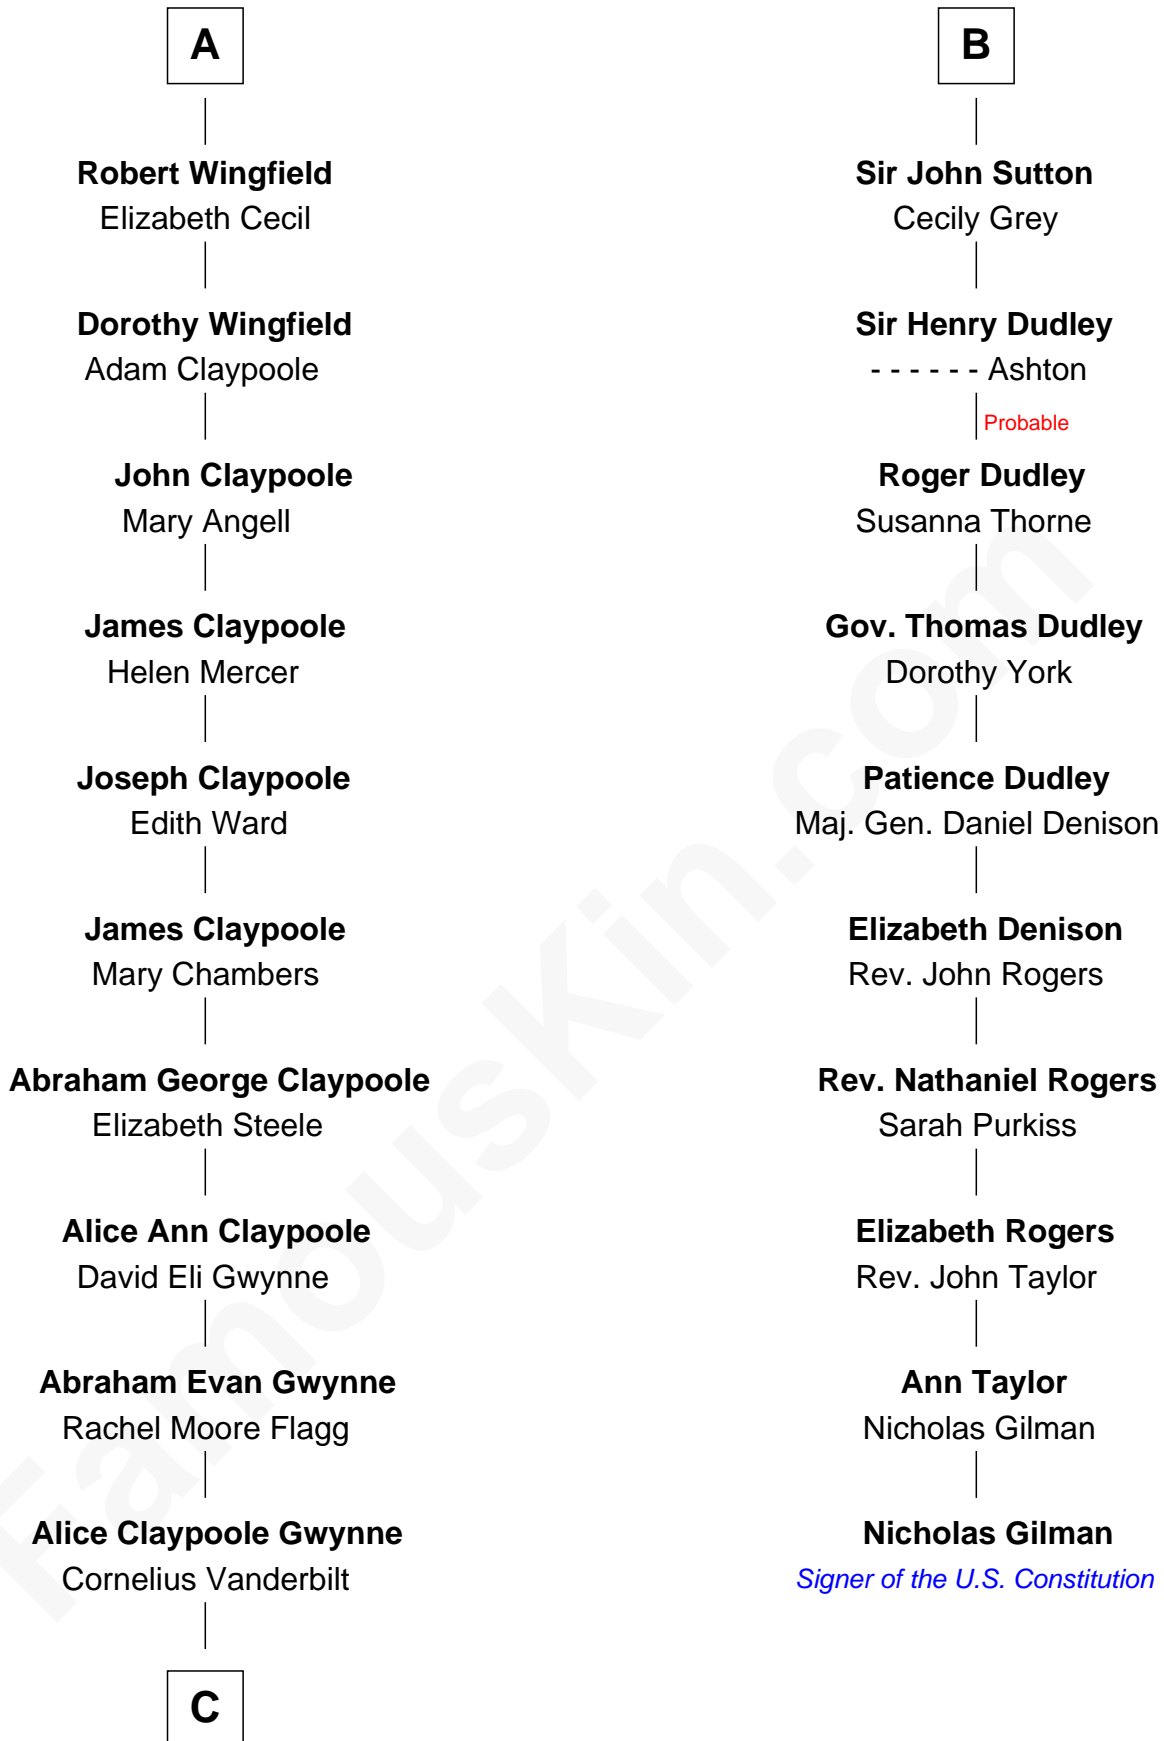 A
Robert Wingfield
Elizabeth Cecil
Dorothy Wingfield
Adam Claypoole
John Claypoole
Mary Angell
James Claypoole
Helen Mercer
Joseph Claypoole
Edith Ward
James Claypoole
Mary Chambers
Abraham George Claypoole
Elizabeth Steele
Alice Ann Claypoole
David Eli Gwynne
Abraham Evan Gwynne
Rachel Moore Flagg
Alice Claypoole Gwynne
Cornelius Vanderbilt
C
B
Sir John Sutton
Cecily Grey
Sir Henry Dudley
- - - - - - Ashton
Probable
Roger Dudley
Susanna Thorne
Gov. Thomas Dudley
Dorothy York
Patience Dudley
Maj. Gen. Daniel Denison
Elizabeth Denison
Rev. John Rogers
Rev. Nathaniel Rogers
Sarah Purkiss
Elizabeth Rogers
Rev. John Taylor
Ann Taylor
Nicholas Gilman
Nicholas Gilman
Signer of the U.S. Constitution
FamousKin.com